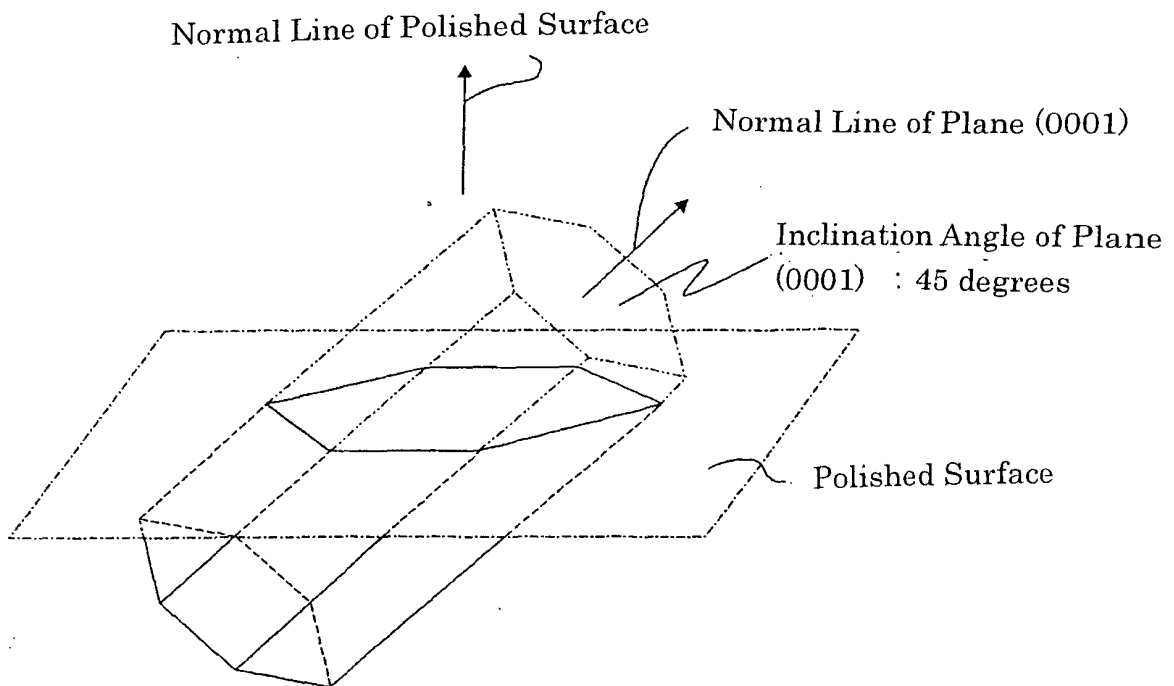 Normal Line of Polished Surface
Normal Line of Plane (0001)
Inclination Angle of Plane
(0001) : 45 degrees
Polished Surface